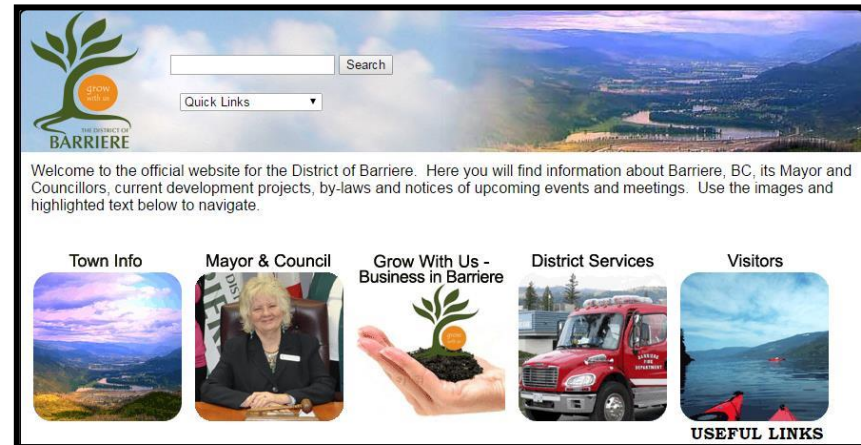 grow
with us
THE DISTRICT OF
BARRIERE
Search
Quick Links
Welcome to the official website for the District of Barriere. Here you will find information about Barriere, BC, its Mayor and
Councillors, current development projects, by-laws and notices of upcoming events and meetings. Use the images and
highlighted text below to navigate.
Town Info
Mayor & Council
Grow With Us -
Business in Barriere
District Services
Visitors
DIS
grow
with us
BARRIERE
FIRE
DEPARTMENT
USEFUL LINKS